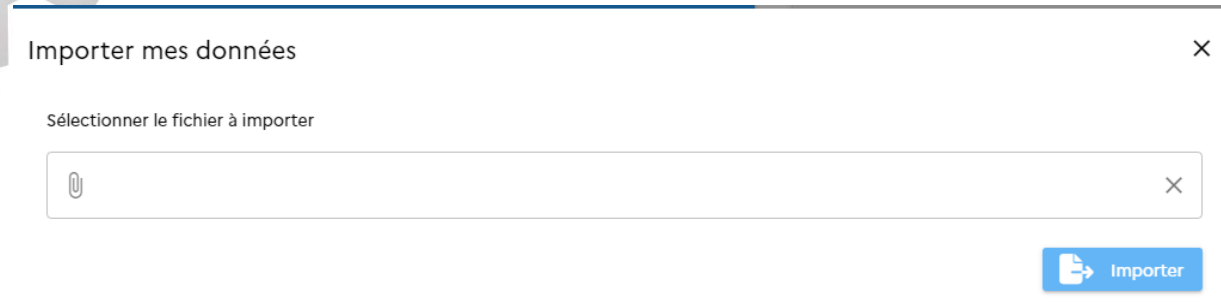 Importer mes données
Sélectionner le fichier à importer
Importer